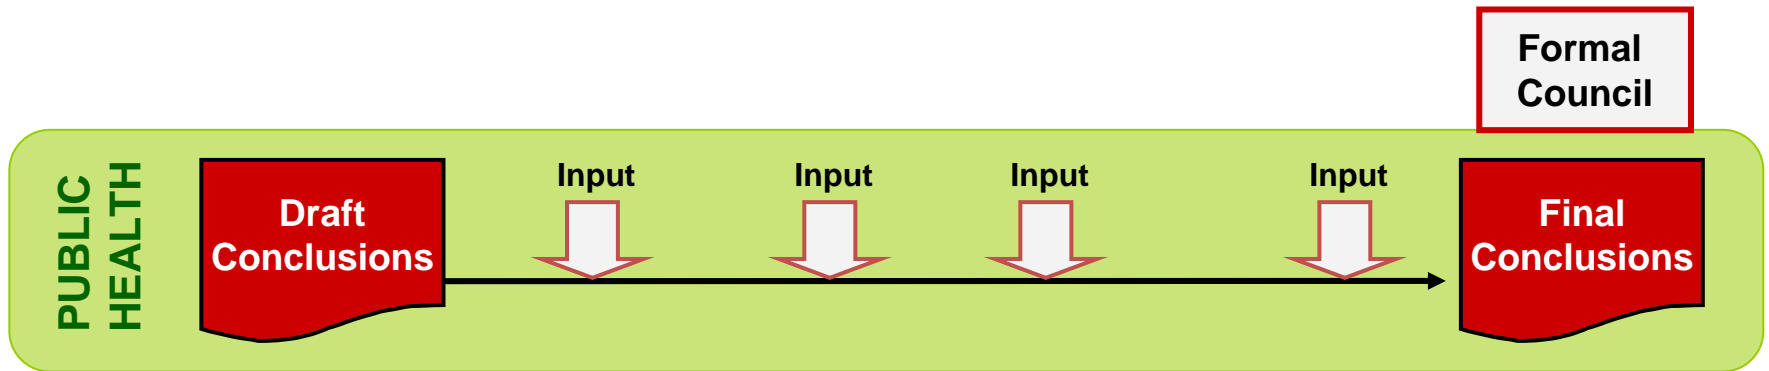 Formal
Council
PUBLIC
HEALTH
Draft
Conclusions
Input
Input
Input
Input
Final
Conclusions